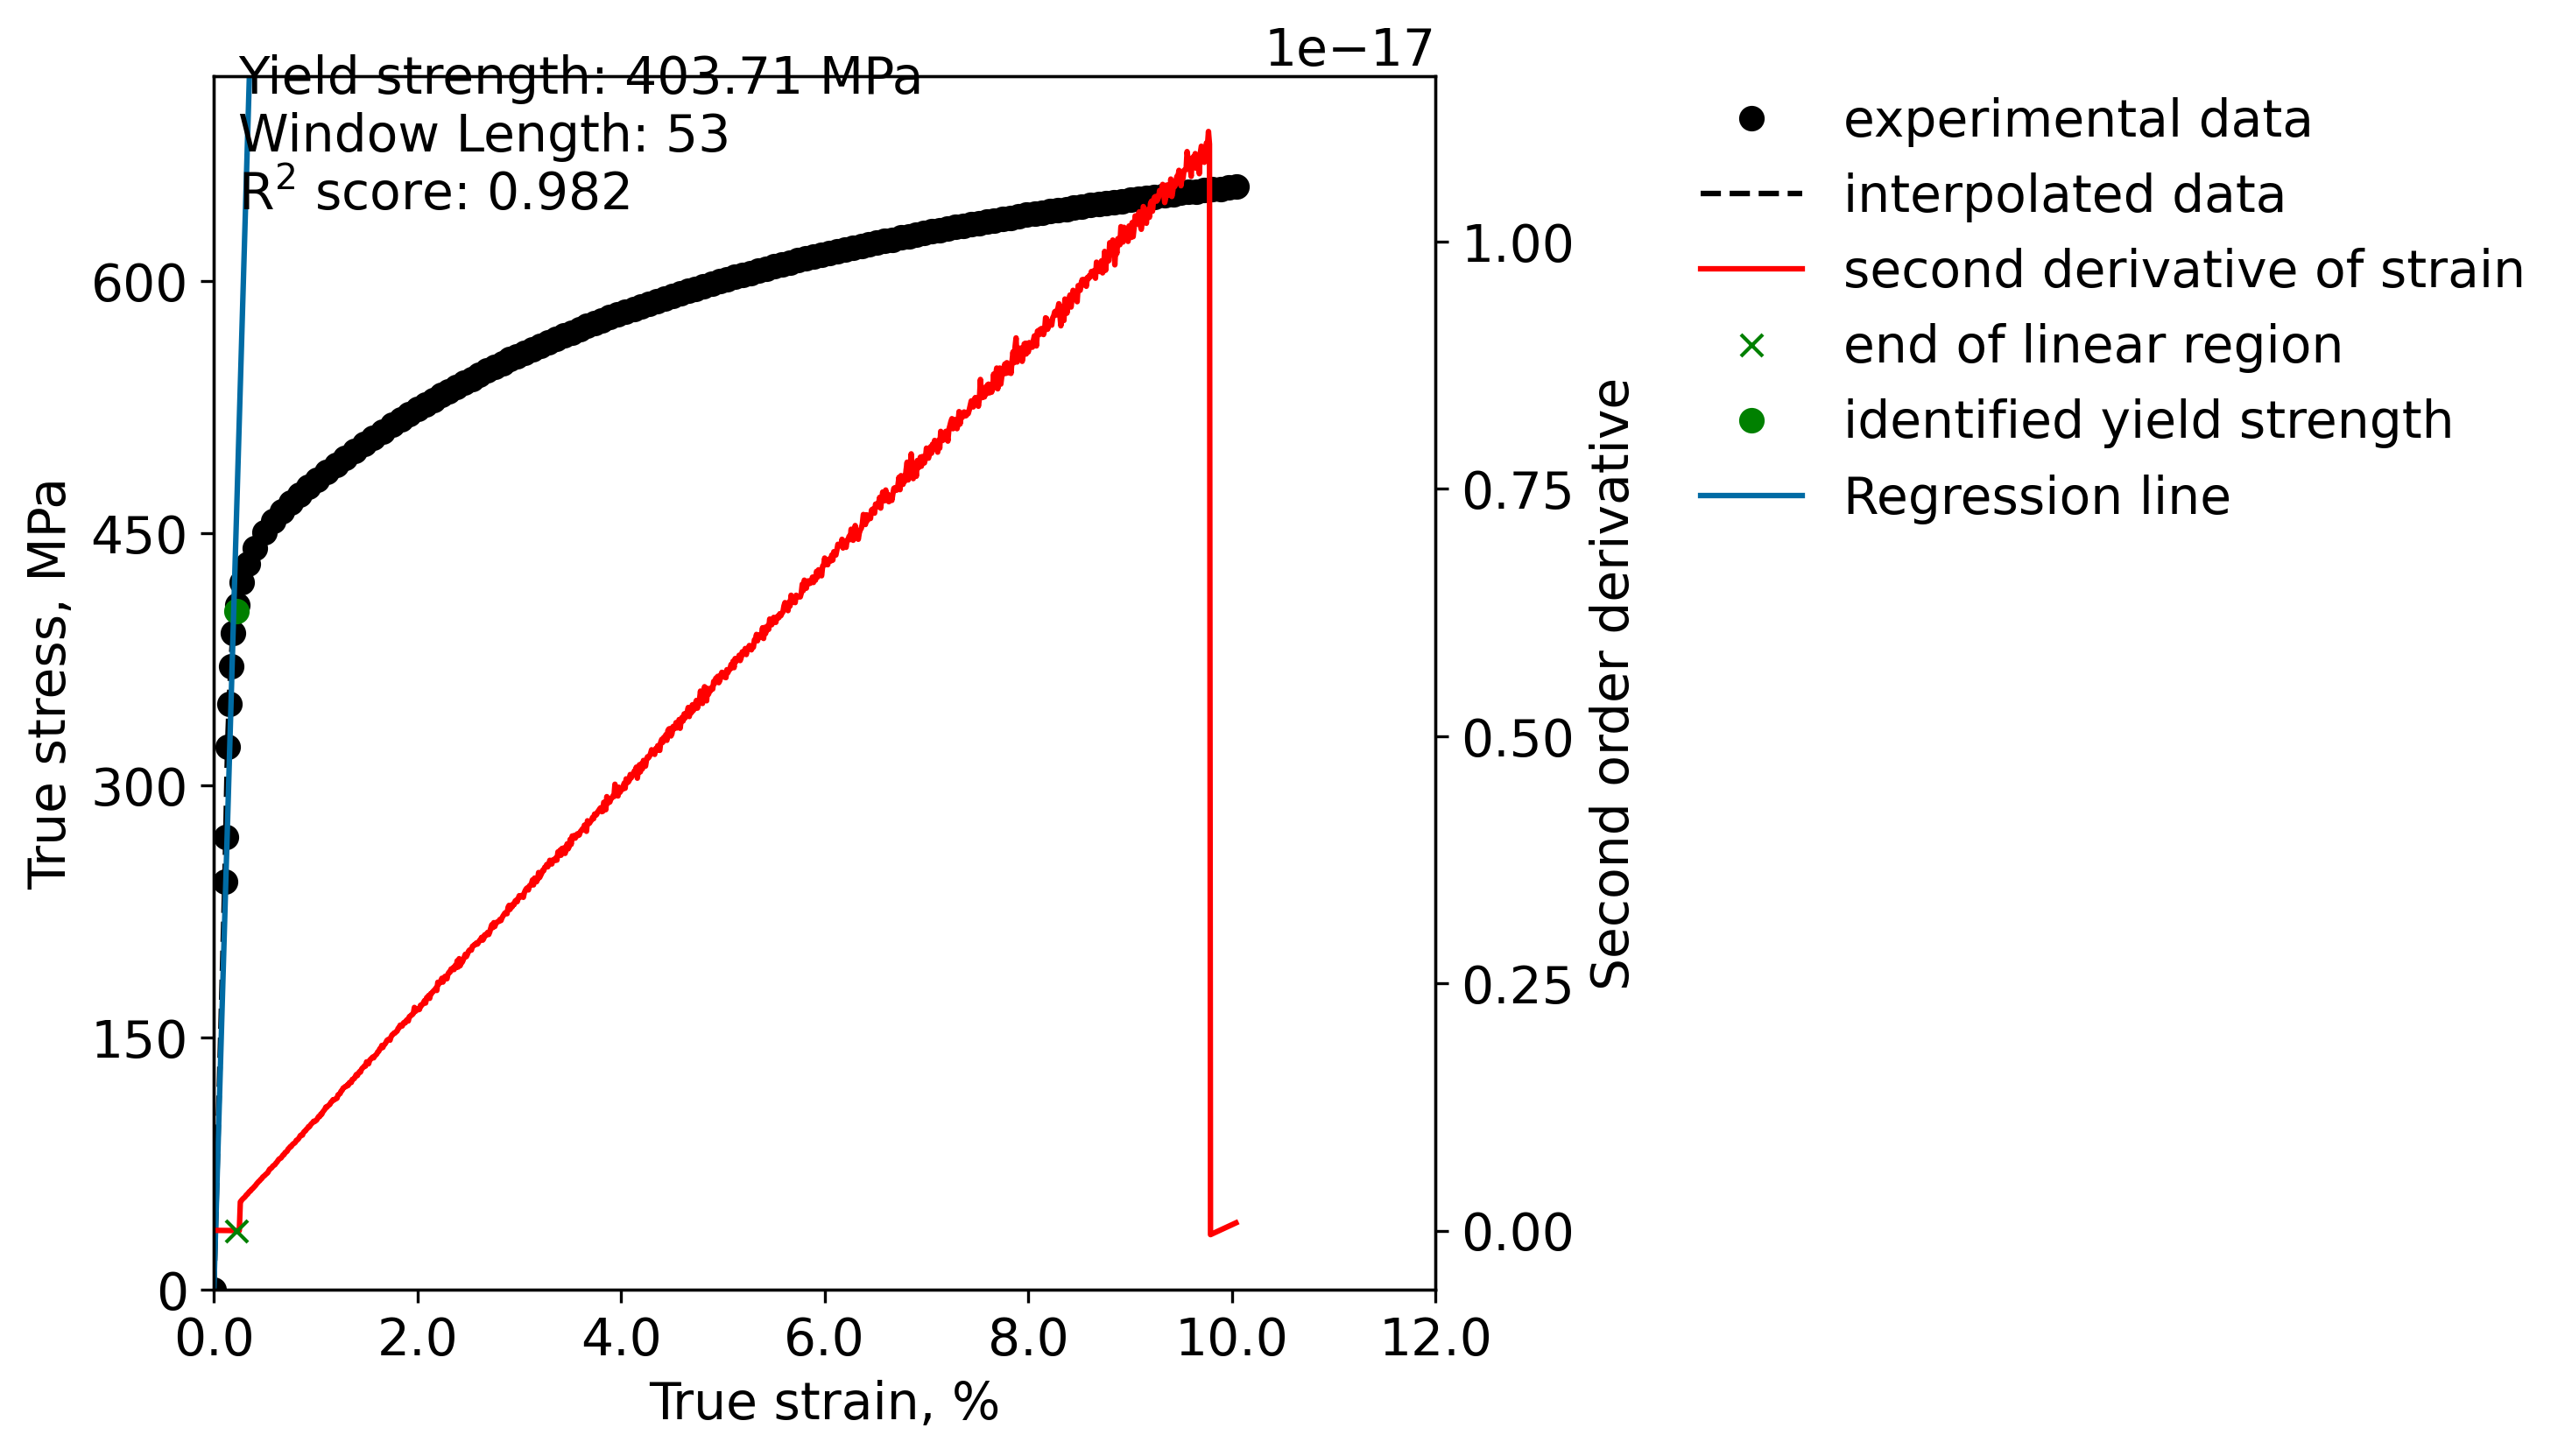 1e−17
Yield strength: 403.71 MPa
Window Length: 53
R² score: 0.982
True stress, MPa
600
450
300
150
0
0.0 2.0 4.0 6.0 8.0 10.0 12.0
True strain, %
1.00
0.75
0.50
0.25
0.00
Second order derivative
experimental data
interpolated data
second derivative of strain
end of linear region
identified yield strength
Regression line